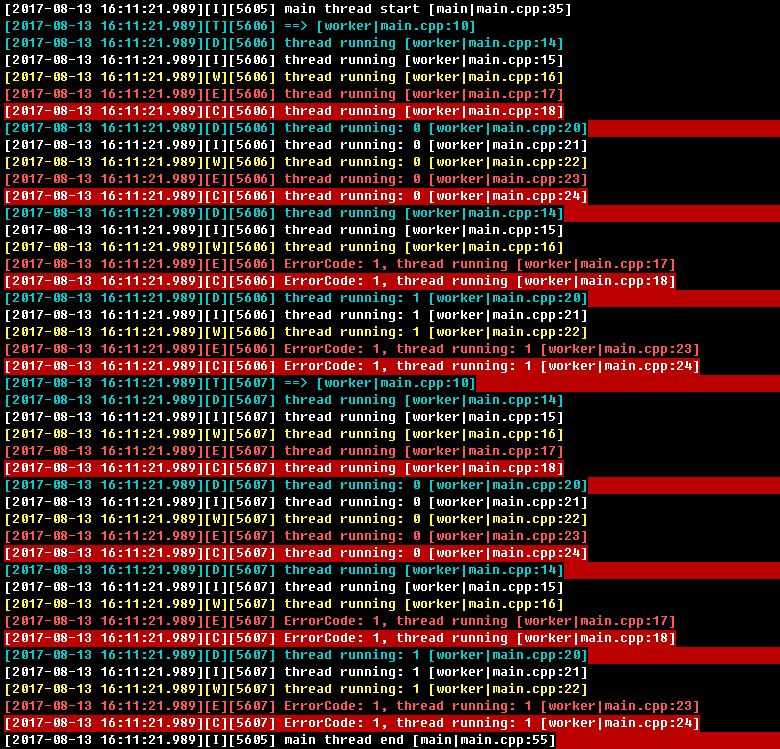 [2017-08-13 16:11:21.989][I][5605] main thread start [main|main.cpp:35]
[2017-08-13 16:11:21.989][T][5606] ==> [worker|main.cpp:10]
[2017-08-13 16:11:21.989][D][5606] thread running [worker|main.cpp:14]
[2017-08-13 16:11:21.989][I][5606] thread running [worker|main.cpp:15]
[2017-08-13 16:11:21.989][W][5606] thread running [worker|main.cpp:16]
[2017-08-13 16:11:21.989][E][5606] thread running [worker|main.cpp:17]
[2017-08-13 16:11:21.989][C][5606] thread running [worker|main.cpp:18]
[2017-08-13 16:11:21.989][D][5606] thread running: 0 [worker|main.cpp:20]
[2017-08-13 16:11:21.989][I][5606] thread running: 0 [worker|main.cpp:21]
[2017-08-13 16:11:21.989][W][5606] thread running: 0 [worker|main.cpp:22]
[2017-08-13 16:11:21.989][E][5606] thread running: 0 [worker|main.cpp:23]
[2017-08-13 16:11:21.989][C][5606] thread running: 0 [worker|main.cpp:24]
[2017-08-13 16:11:21.989][D][5606] thread running [worker|main.cpp:14]
[2017-08-13 16:11:21.989][I][5606] thread running [worker|main.cpp:15]
[2017-08-13 16:11:21.989][W][5606] thread running [worker|main.cpp:16]
[2017-08-13 16:11:21.989][E][5606] ErrorCode: 1, thread running [worker|main.cpp:17]
[2017-08-13 16:11:21.989][C][5606] ErrorCode: 1, thread running [worker|main.cpp:18]
[2017-08-13 16:11:21.989][D][5606] thread running: 1 [worker|main.cpp:20]
[2017-08-13 16:11:21.989][I][5606] thread running: 1 [worker|main.cpp:21]
[2017-08-13 16:11:21.989][W][5606] thread running: 1 [worker|main.cpp:22]
[2017-08-13 16:11:21.989][E][5606] ErrorCode: 1, thread running: 1 [worker|main.cpp:23]
[2017-08-13 16:11:21.989][C][5606] ErrorCode: 1, thread running: 1 [worker|main.cpp:24]
[2017-08-13 16:11:21.989][T][5607] ==> [worker|main.cpp:10]
[2017-08-13 16:11:21.989][D][5607] thread running [worker|main.cpp:14]
[2017-08-13 16:11:21.989][I][5607] thread running [worker|main.cpp:15]
[2017-08-13 16:11:21.989][W][5607] thread running [worker|main.cpp:16]
[2017-08-13 16:11:21.989][E][5607] thread running [worker|main.cpp:17]
[2017-08-13 16:11:21.989][C][5607] thread running [worker|main.cpp:18]
[2017-08-13 16:11:21.989][D][5607] thread running: 0 [worker|main.cpp:20]
[2017-08-13 16:11:21.989][I][5607] thread running: 0 [worker|main.cpp:21]
[2017-08-13 16:11:21.989][W][5607] thread running: 0 [worker|main.cpp:22]
[2017-08-13 16:11:21.989][E][5607] thread running: 0 [worker|main.cpp:23]
[2017-08-13 16:11:21.989][C][5607] thread running: 0 [worker|main.cpp:24]
[2017-08-13 16:11:21.989][D][5607] thread running [worker|main.cpp:14]
[2017-08-13 16:11:21.989][I][5607] thread running [worker|main.cpp:15]
[2017-08-13 16:11:21.989][W][5607] thread running [worker|main.cpp:16]
[2017-08-13 16:11:21.989][E][5607] ErrorCode: 1, thread running [worker|main.cpp:17]
[2017-08-13 16:11:21.989][C][5607] ErrorCode: 1, thread running [worker|main.cpp:18]
[2017-08-13 16:11:21.989][D][5607] thread running: 1 [worker|main.cpp:20]
[2017-08-13 16:11:21.989][I][5607] thread running: 1 [worker|main.cpp:21]
[2017-08-13 16:11:21.989][W][5607] thread running: 1 [worker|main.cpp:22]
[2017-08-13 16:11:21.989][E][5607] ErrorCode: 1, thread running: 1 [worker|main.cpp:23]
[2017-08-13 16:11:21.989][C][5607] ErrorCode: 1, thread running: 1 [worker|main.cpp:24]
[2017-08-13 16:11:21.989][I][5605] main thread end [main|main.cpp:55]